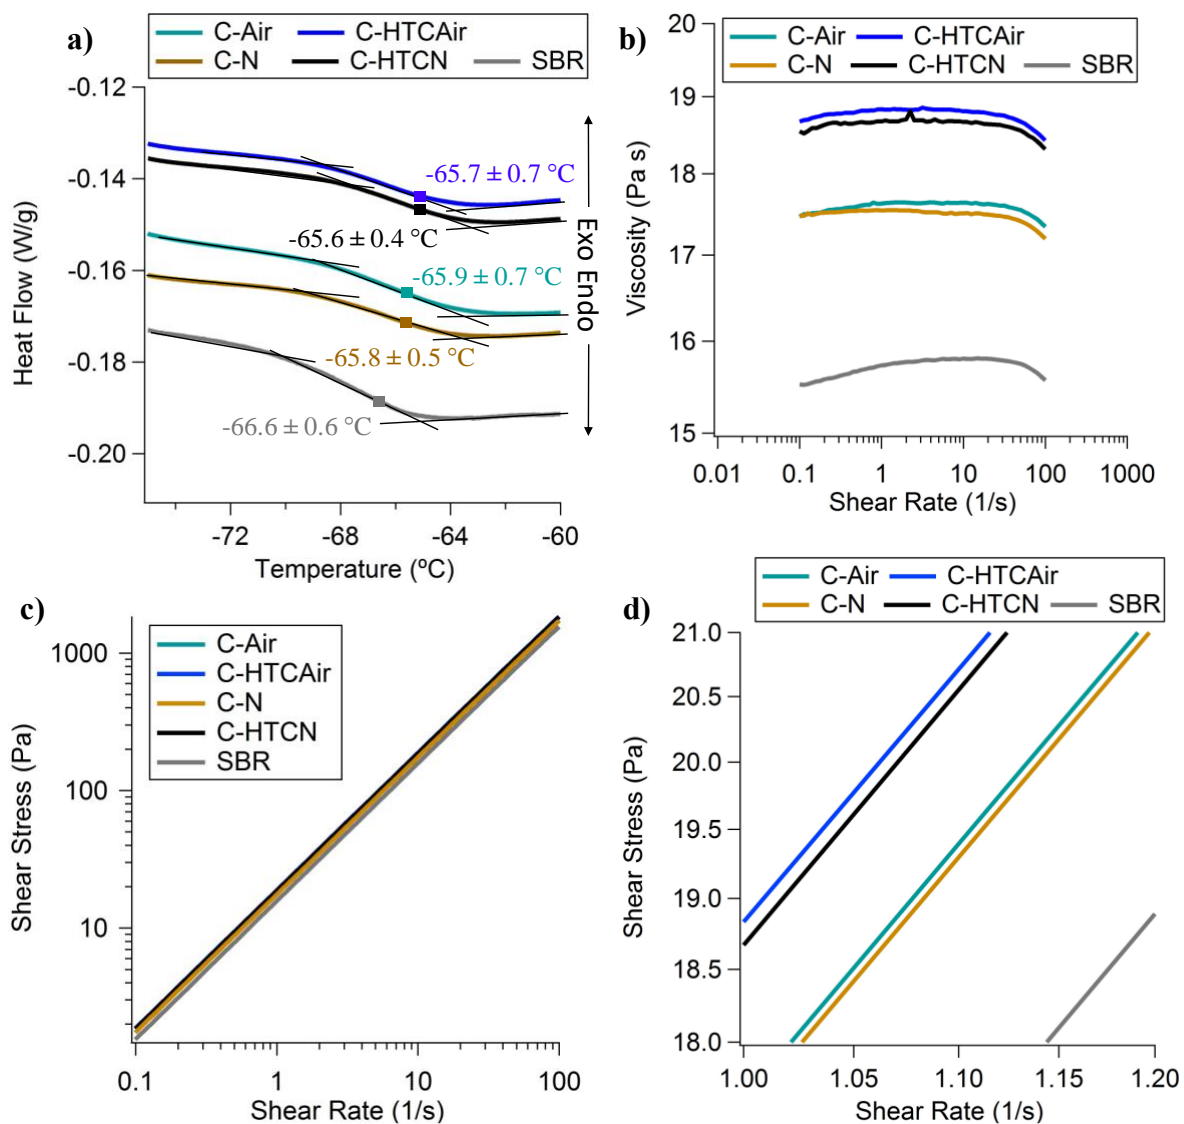 a)
C-Air C-HTCAir
C-N C-HTCN SBR
-0.12
-0.14
-0.16
-0.18
-0.20
Heat Flow (W/g)
-65.7 ± 0.7 °C
-65.6 ± 0.4 °C
-65.9 ± 0.7 °C
-65.8 ± 0.5 °C
-66.6 ± 0.6 °C
Exo Endo
-72 -68 -64 -60
Temperature (ºC)
b)
C-Air C-HTCAir
C-N C-HTCN SBR
20
19
18
17
16
15
Viscosity (Pa s)
0.01 0.1 1 10 100 1000
Shear Rate (1/s)
c)
C-Air
C-HTCAir
C-N
C-HTCN
SBR
1000
100
10
Shear Stress (Pa)
0.1 1 10 100
Shear Rate (1/s)
d)
C-Air C-HTCAir
C-N C-HTCN SBR
21.0
20.5
20.0
19.5
19.0
18.5
18.0
Shear Stress (Pa)
1.00 1.05 1.10 1.15 1.20
Shear Rate (1/s)